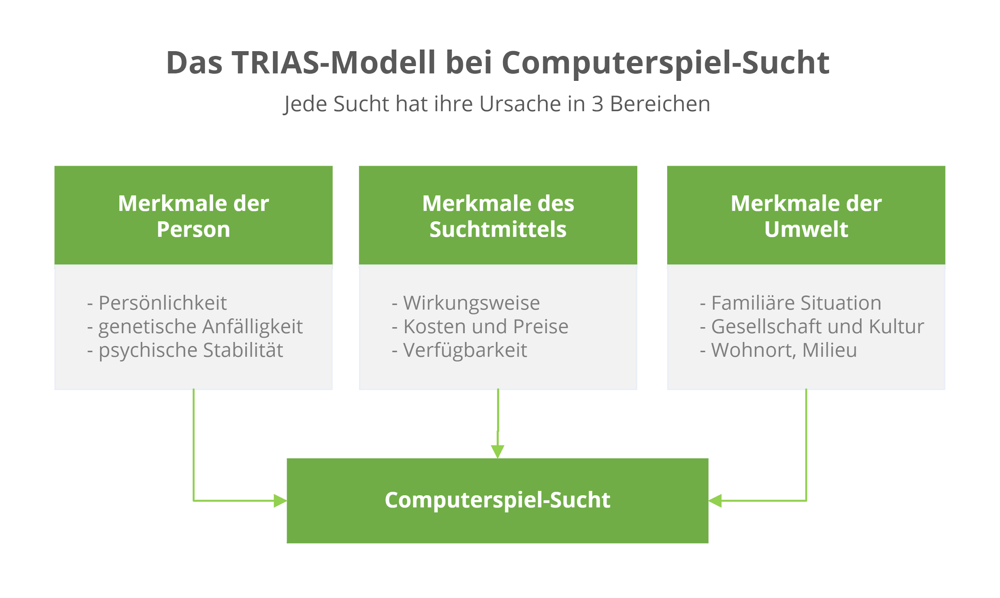 Das TRIAS-Modell bei Computerspiel-Sucht
Jede Sucht hat ihre Ursache in 3 Bereichen
Merkmale der
Person
- Persönlichkeit
- genetische Anfälligkeit
- psychische Stabilität
Merkmale des
Suchtmittels
- Wirkungsweise
- Kosten und Preise
- Verfügbarkeit
Merkmale der
Umwelt
- Familiäre Situation
- Gesellschaft und Kultur
- Wohnort, Milieu
Computerspiel-Sucht